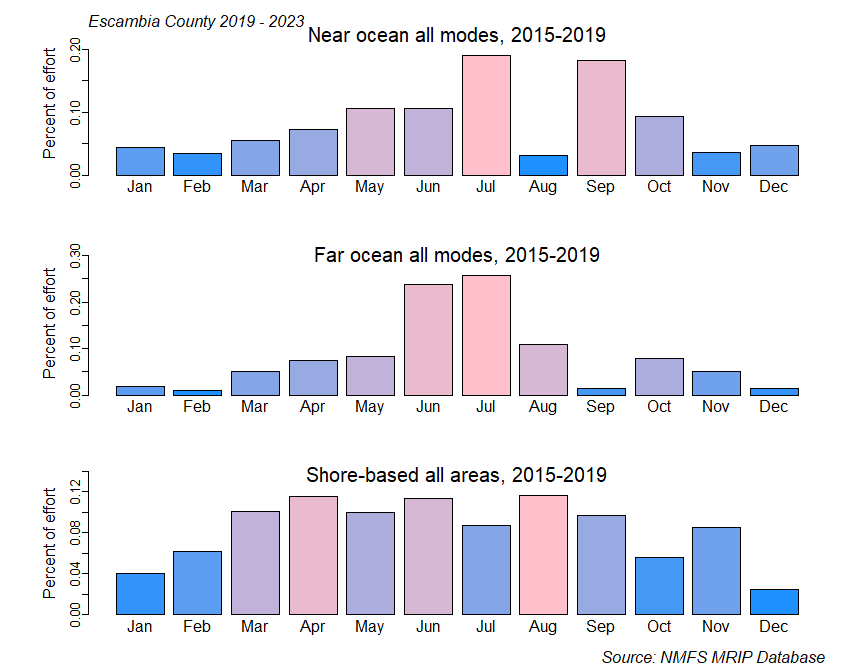 Escambia County 2019 - 2023
Near ocean all modes, 2015-2019
Percent of effort
0.20
0.10
0.00
Jan Feb Mar Apr May Jun Jul Aug Sep Oct Nov Dec
Far ocean all modes, 2015-2019
Percent of effort
0.30
0.20
0.10
0.00
Jan Feb Mar Apr May Jun Jul Aug Sep Oct Nov Dec
Shore-based all areas, 2015-2019
Percent of effort
0.12
0.08
0.04
0.00
Jan Feb Mar Apr May Jun Jul Aug Sep Oct Nov Dec
Source: NMFS MRIP Database